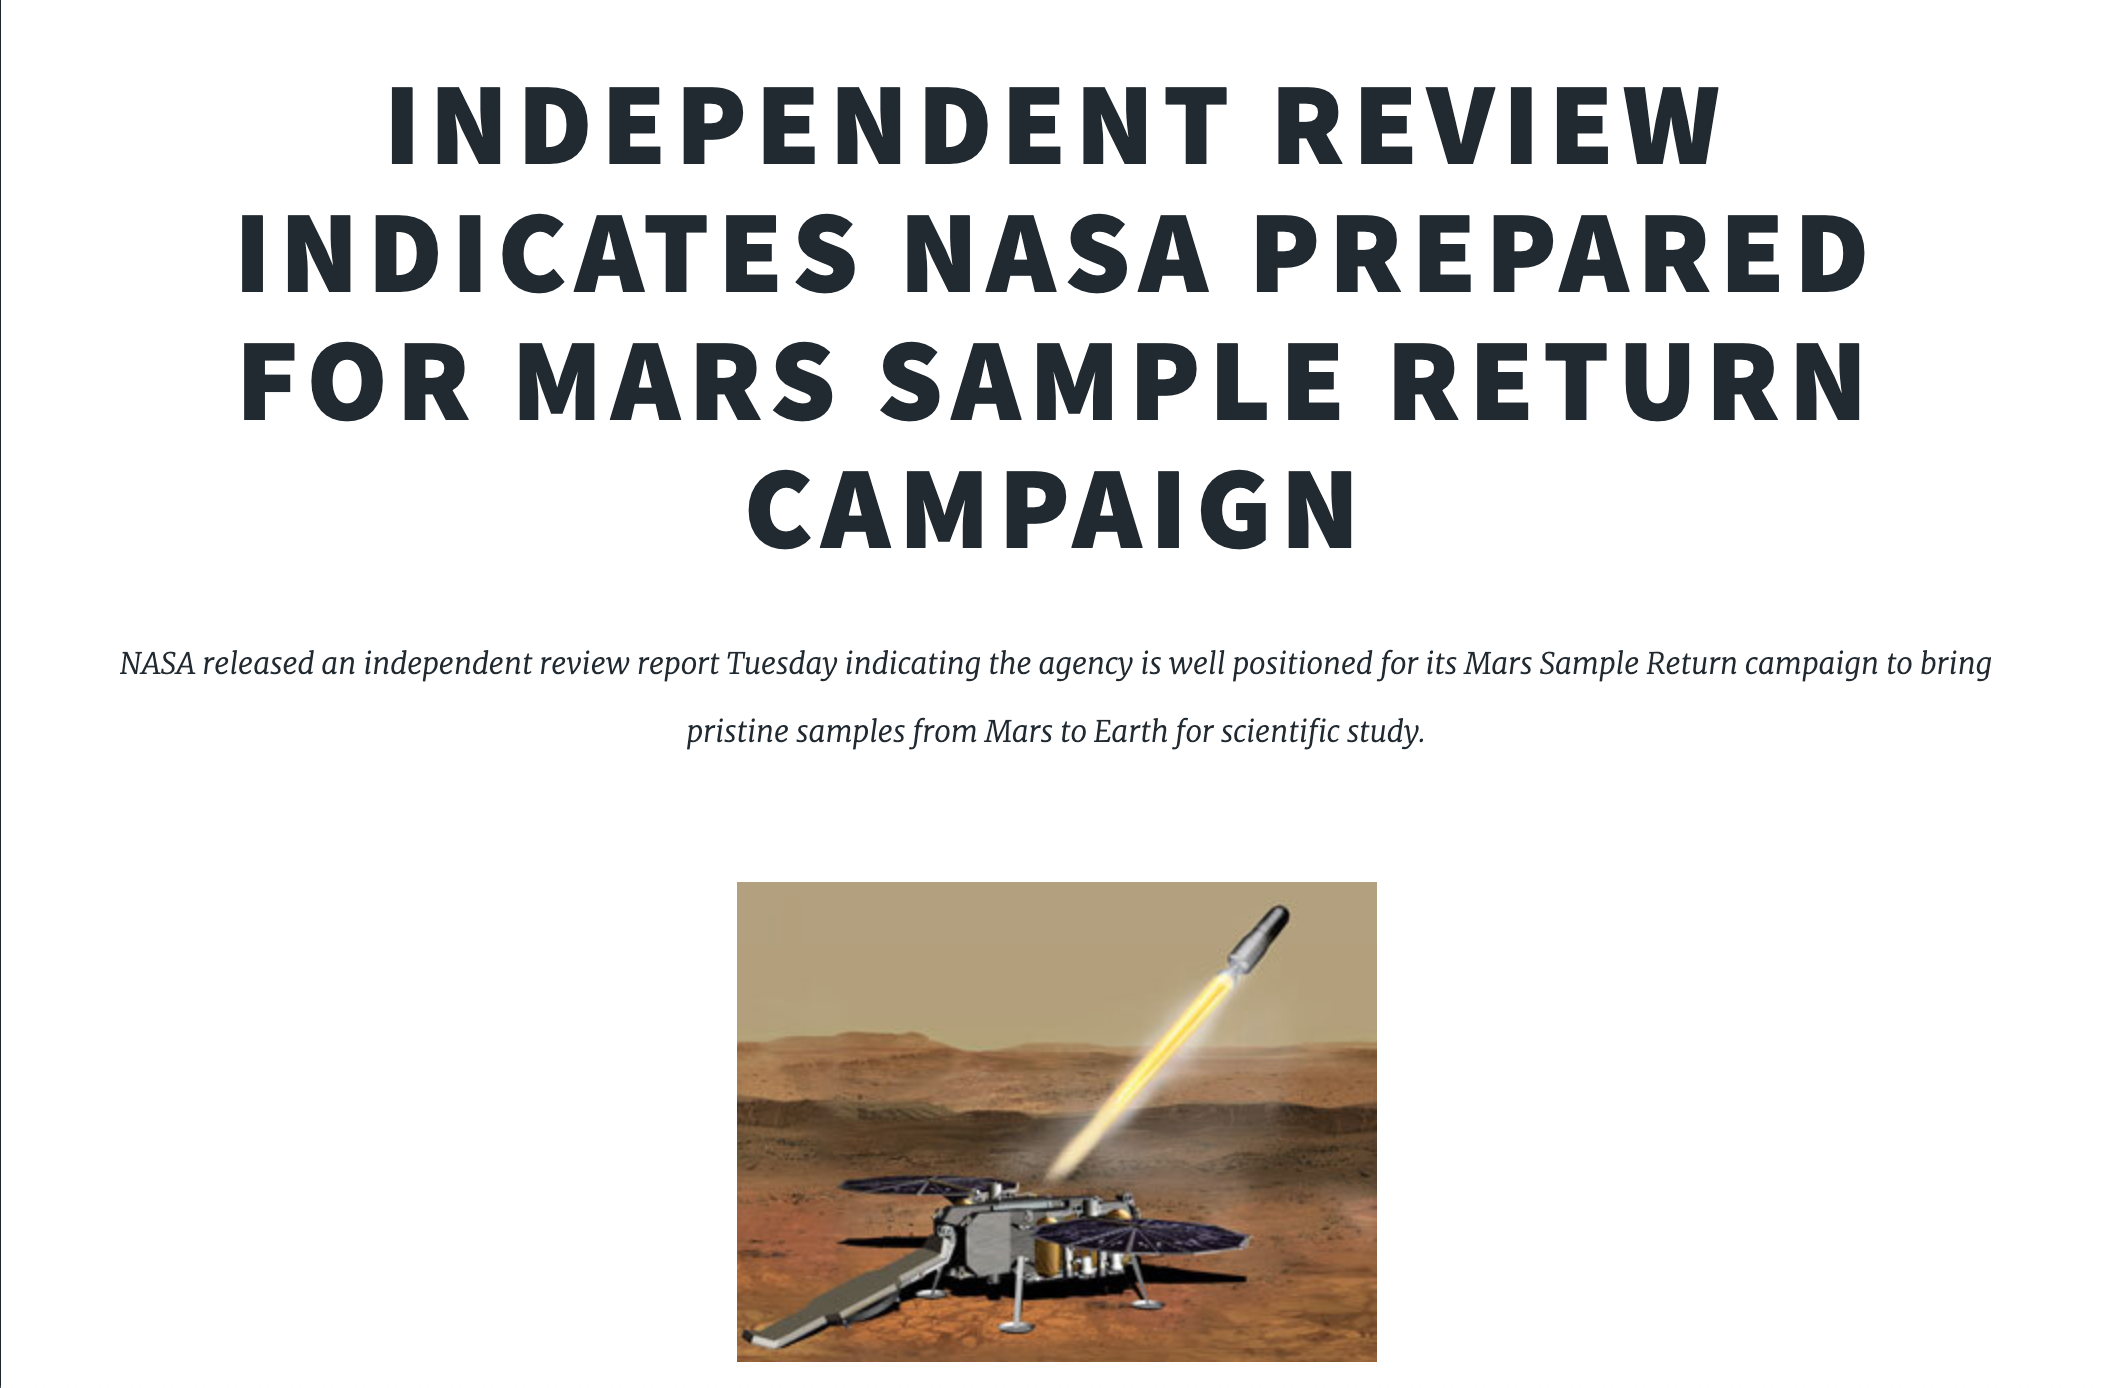 INDEPENDENT REVIEW
INDICATES NASA PREPARED
FOR MARS SAMPLE RETURN
CAMPAIGN
NASA released an independent review report Tuesday indicating the agency is well positioned for its Mars Sample Return campaign to bring
pristine samples from Mars to Earth for scientific study.